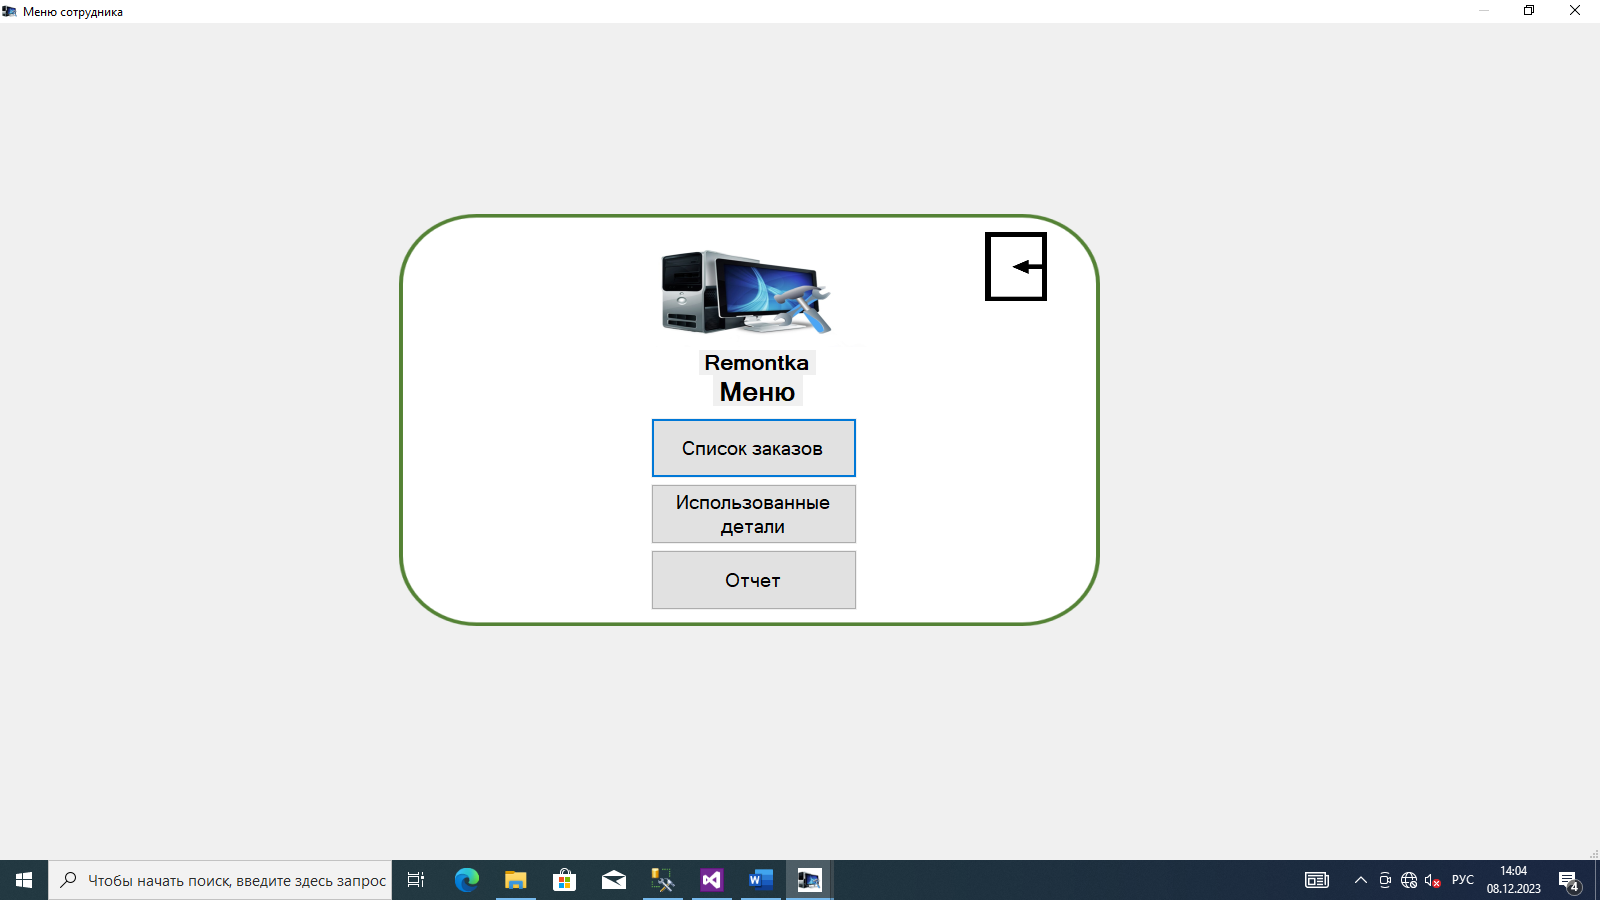 Меню сотрудника
Remontka
Меню
Список заказов
Использованные
детали
Отчет
Чтобы начать поиск, введите здесь запрос
W
РУС
14:04
08.12.2023
4